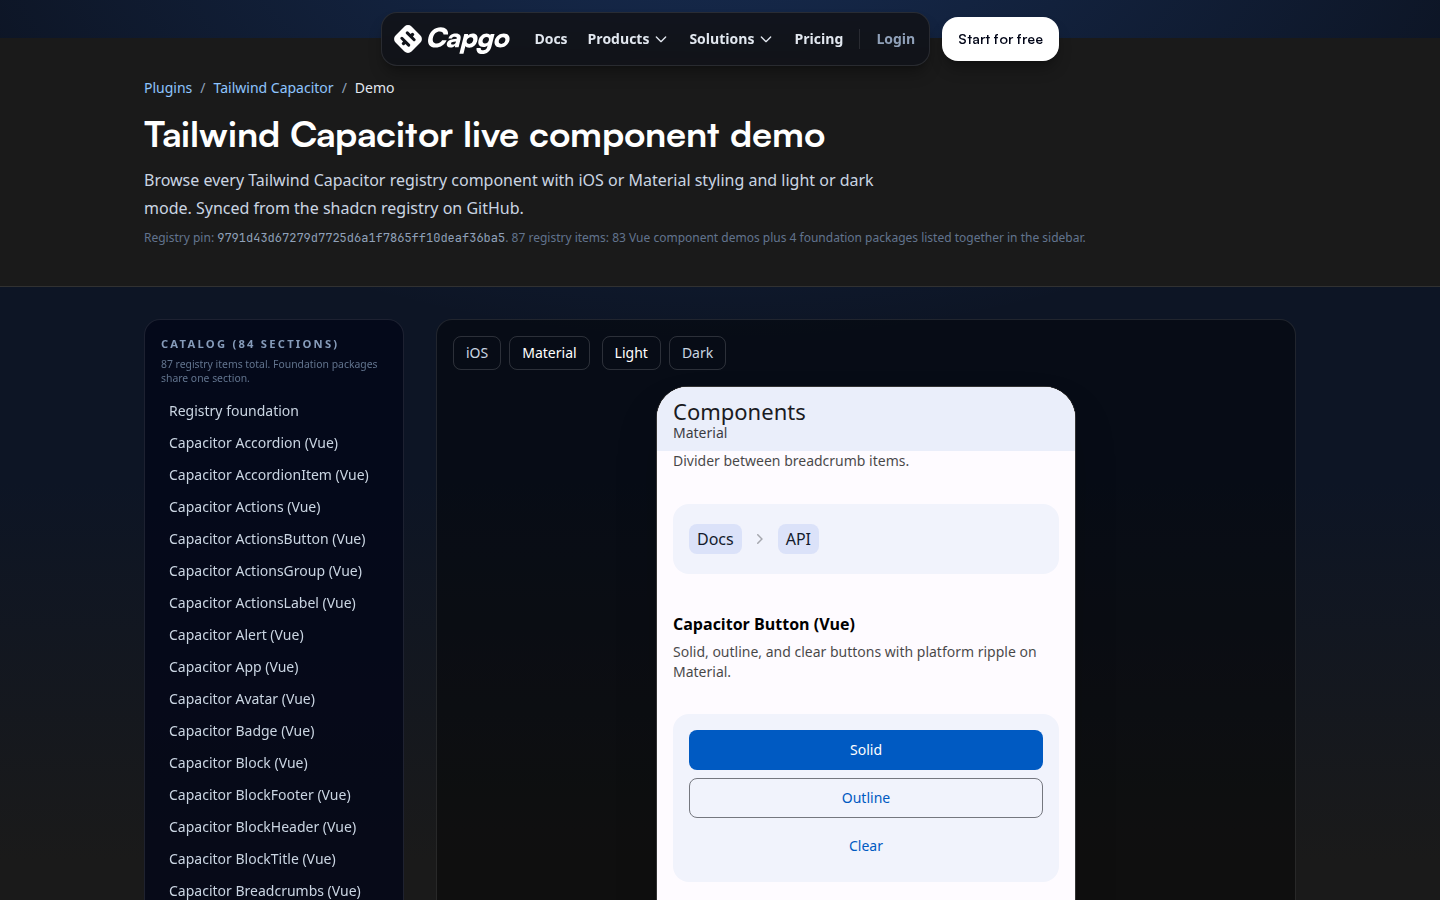 Capgo
Docs
Products
Solutions
Pricing
Login
Start for free
Plugins / Tailwind Capacitor / Demo
Tailwind Capacitor live component demo
Browse every Tailwind Capacitor registry component with iOS or Material styling and light or dark
mode. Synced from the shadcn registry on GitHub.
Registry pin: 9791d43d67279d7725d6a1f7865ff10deaf36ba5. 87 registry items: 83 Vue component demos plus 4 foundation packages listed together in the sidebar.
CATALOG (84 SECTIONS)
87 registry items total. Foundation packages
share one section.
Registry foundation
Capacitor Accordion (Vue)
Capacitor AccordionItem (Vue)
Capacitor Actions (Vue)
Capacitor ActionsButton (Vue)
Capacitor ActionsGroup (Vue)
Capacitor ActionsLabel (Vue)
Capacitor Alert (Vue)
Capacitor App (Vue)
Capacitor Avatar (Vue)
Capacitor Badge (Vue)
Capacitor Block (Vue)
Capacitor BlockFooter (Vue)
Capacitor BlockHeader (Vue)
Capacitor BlockTitle (Vue)
Capacitor Breadcrumbs (Vue)
iOS
Material
Light
Dark
Components
Material
Divider between breadcrumb items.
Docs
API
Capacitor Button (Vue)
Solid, outline, and clear buttons with platform ripple on
Material.
Solid
Outline
Clear